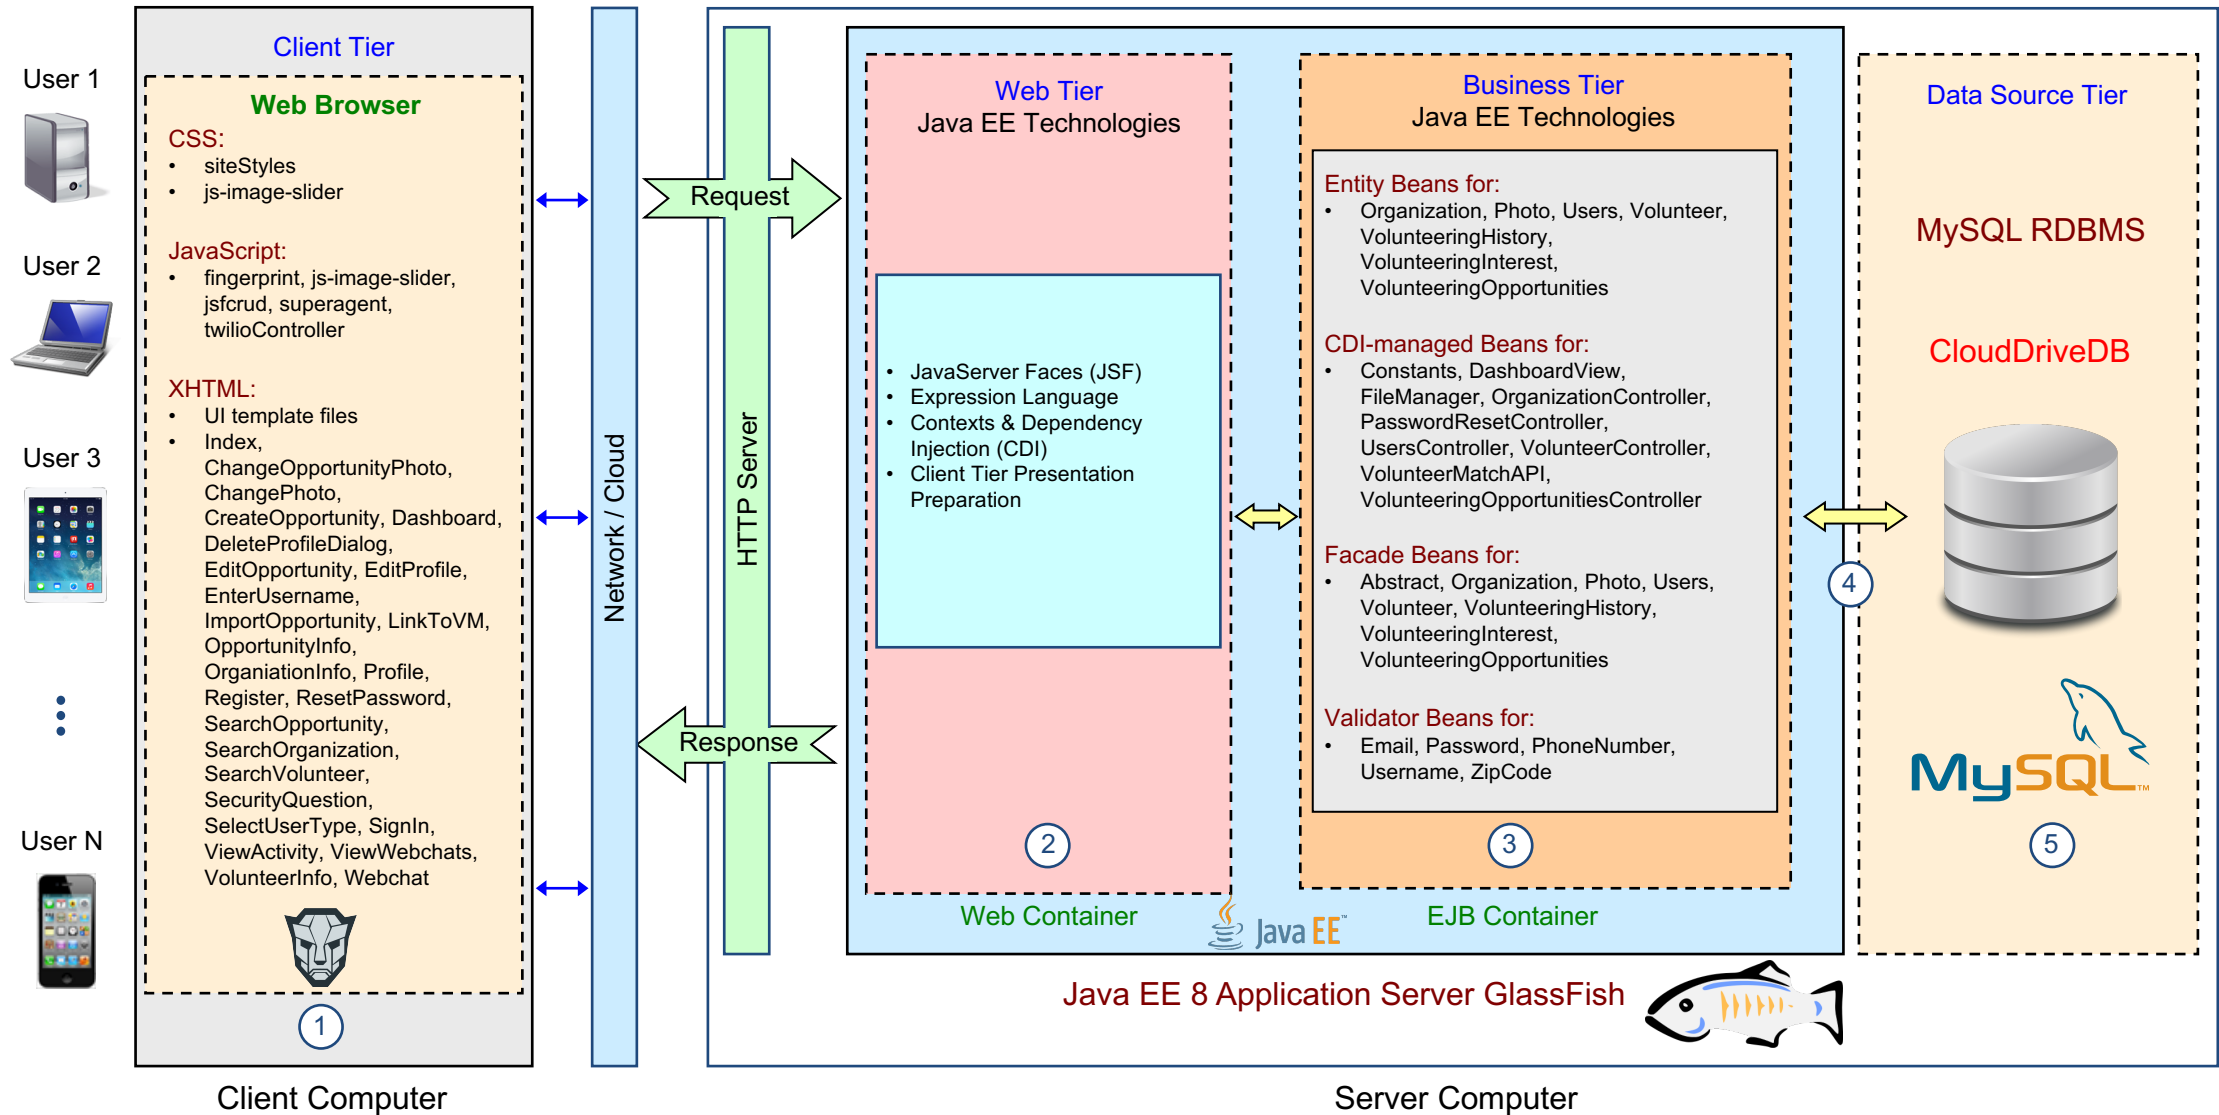 User 1
User 2
User 3
User N
Client Tier
Web Browser
CSS:
• siteStyles
• js-image-slider
JavaScript:
• fingerprint, js-image-slider,
jsfcrud, superagent,
twilioController
XHTML:
• UI template files
• Index,
ChangeOpportunityPhoto,
ChangePhoto,
CreateOpportunity, Dashboard,
DeleteProfileDialog,
EditOpportunity, EditProfile,
EnterUsername,
ImportOpportunity, LinkToVM,
OpportunityInfo,
OrganiationInfo, Profile,
Register, ResetPassword,
SearchOpportunity,
SearchOrganization,
SearchVolunteer,
SecurityQuestion,
SelectUserType, SignIn,
ViewActivity, ViewWebchats,
VolunteerInfo, Webchat
1
Client Computer
Network / Cloud
HTTP Server
Request
Response
Web Tier
Java EE Technologies
• JavaServer Faces (JSF)
• Expression Language
• Contexts & Dependency
Injection (CDI)
• Client Tier Presentation
Preparation
2
Web Container
Java EE™
Business Tier
Java EE Technologies
Entity Beans for:
• Organization, Photo, Users, Volunteer,
VolunteeringHistory,
VolunteeringInterest,
VolunteeringOpportunities
CDI-managed Beans for:
• Constants, DashboardView,
FileManager, OrganizationController,
PasswordResetController,
UsersController, VolunteerController,
VolunteerMatchAPI,
VolunteeringOpportunitiesController
Facade Beans for:
• Abstract, Organization, Photo, Users,
Volunteer, VolunteeringHistory,
VolunteeringInterest,
VolunteeringOpportunities
Validator Beans for:
• Email, Password, PhoneNumber,
Username, ZipCode
3
EJB Container
4
Data Source Tier
MySQL RDBMS
CloudDriveDB
MySQL™
5
Java EE 8 Application Server GlassFish
Server Computer